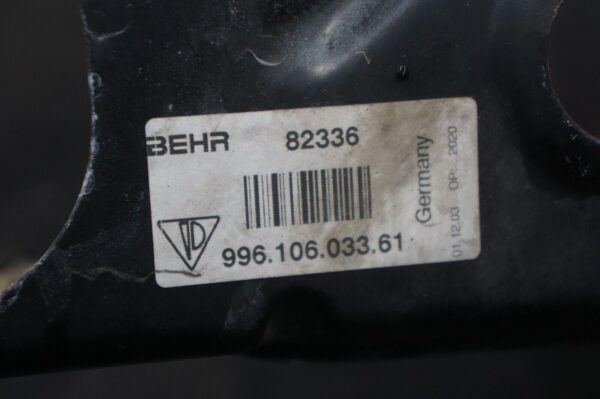 BEHR 82336
996.106.033.61
Germany
01.12.03 OP: 2020